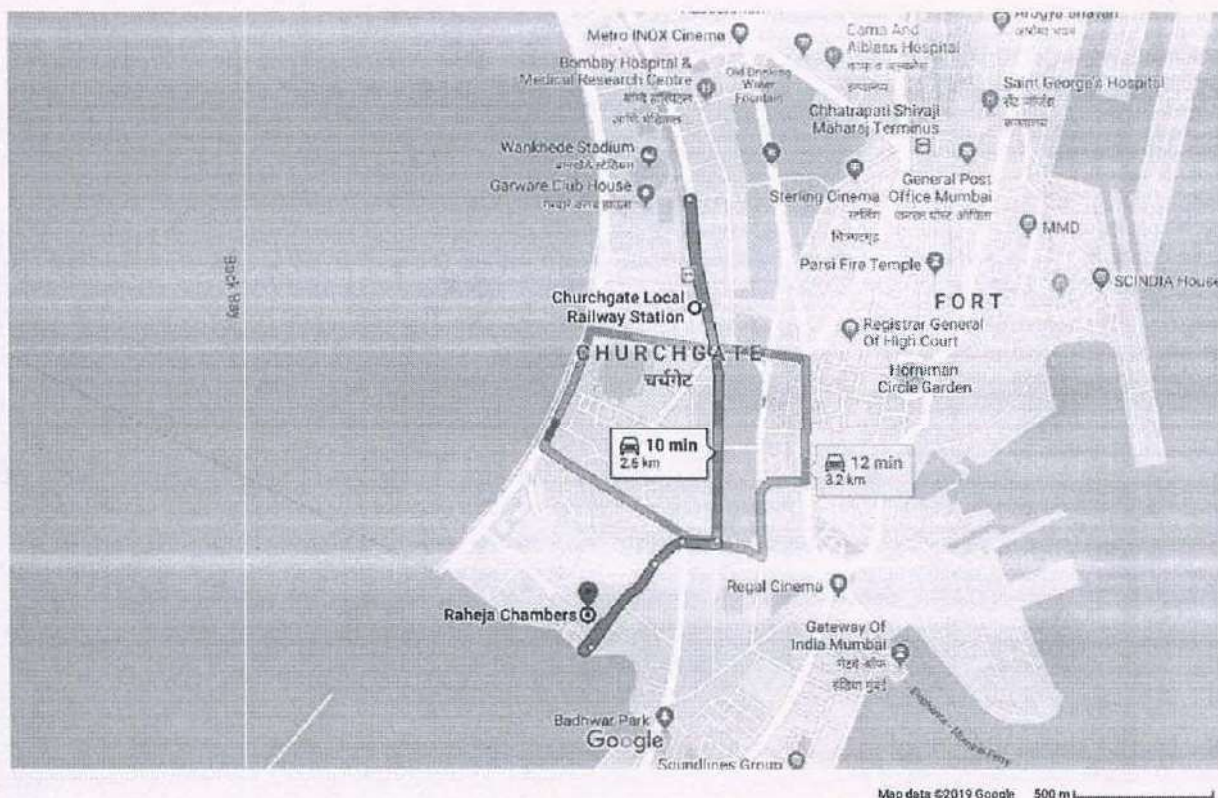 Metro INOX Cinema
Cama And
Albless Hospital
Bombay Hospital &
Medical Research Centre
Old Drinking
Water
Fountain
Saint George's Hospital
Chhatrapati Shivaji
Maharaj Terminus
Wankhede Stadium
Garware Club House
Sterling Cinema
General Post
Office Mumbai
MMD
Parsi Fire Temple
SCINDIA House
Back Bay
Churchgate Local
Railway Station
FORT
Registrar General
Of High Court
CHURCHGATE
चर्चगेट
Horniman
Circle Garden
10 min
2.6 km
12 min
3.2 km
Regal Cinema
Raheja Chambers
Gateway Of
India Mumbai
Badhwar Park
Google
Soundlines Group
Map data ©2019 Google 500 m